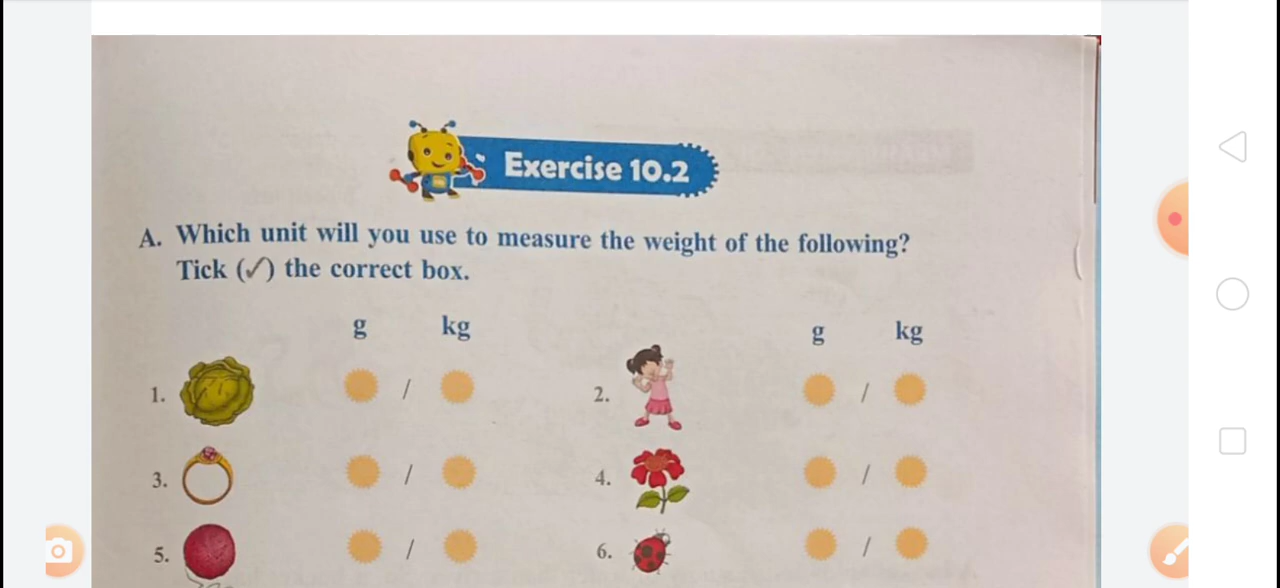 Exercise 10.2
A. Which unit will you use to measure the weight of the following?
Tick (✓) the correct box.
g kg g kg
1. / 2. /
3. / 4. /
5. / 6. /